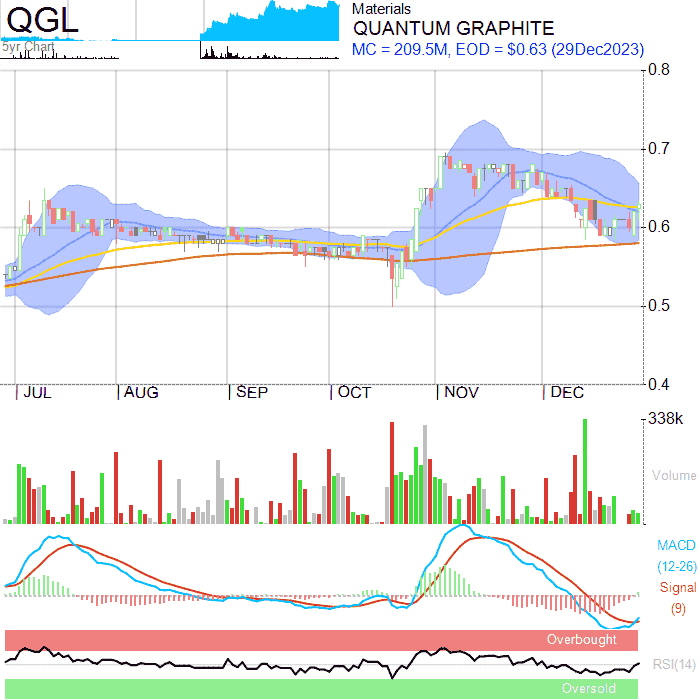 QGL
5yr Chart
Materials
QUANTUM GRAPHITE
MC = 209.5M, EOD = $0.63 (29Dec2023)
0.8
0.7
0.6
0.5
0.4
JUL AUG SEP OCT NOV DEC
338k
Volume
MACD
(12-26)
Signal
(9)
Overbought
RSI(14)
Oversold